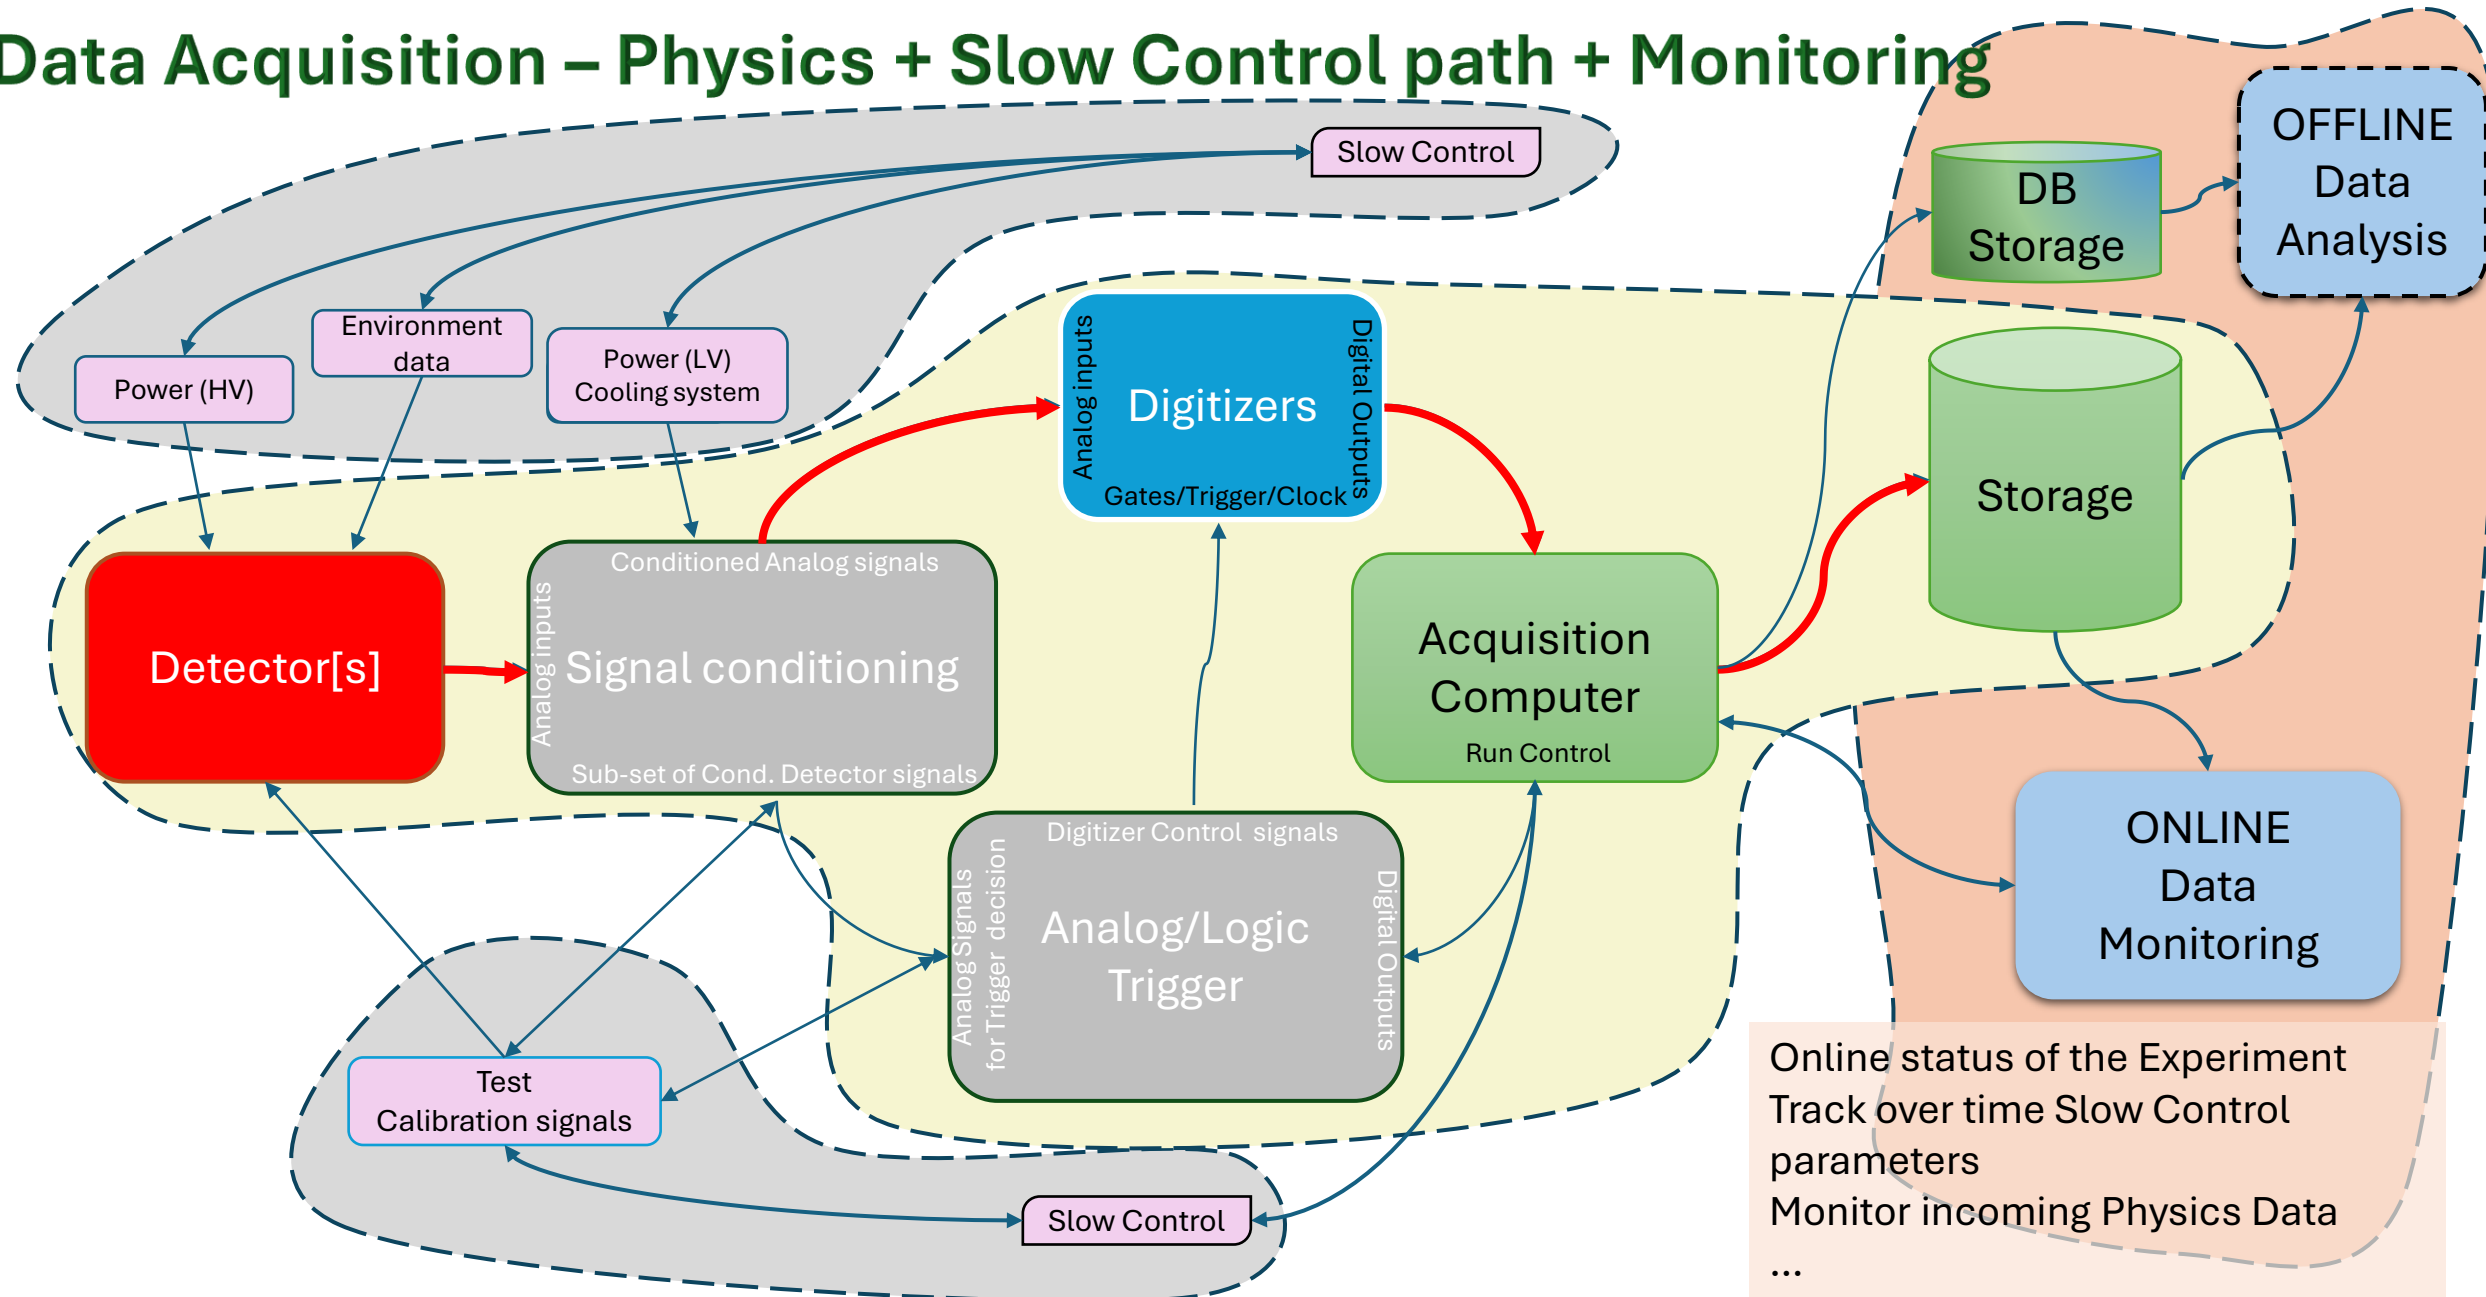 Data Acquisition – Physics + Slow Control path + Monitoring
Slow Control
OFFLINE
Data
Analysis
DB
Storage
Environment
data
Power (HV)
Power (LV)
Cooling system
Analog inputs
Digitizers
Digital Outputs
Gates/Trigger/Clock
Storage
Detector[s]
Conditioned Analog signals
Analog inputs
Signal conditioning
Sub-set of Cond. Detector signals
Acquisition
Computer
Run Control
Digitizer Control signals
Analog Signals
for Trigger decision
Analog/Logic
Trigger
Digital Outputs
ONLINE
Data
Monitoring
Test
Calibration signals
Slow Control
Online status of the Experiment
Track over time Slow Control
parameters
Monitor incoming Physics Data
...